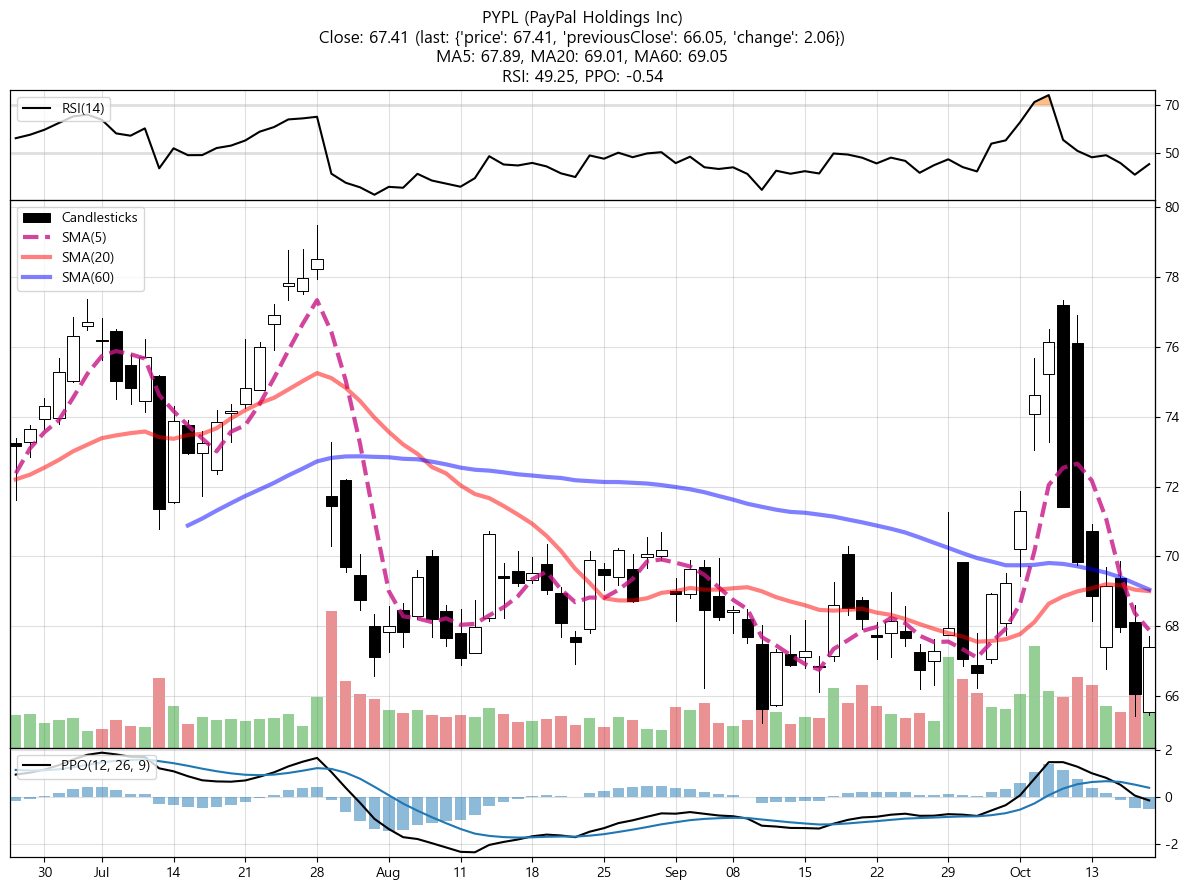 PYPL (PayPal Holdings Inc)
Close: 67.41 (last: {'price': 67.41, 'previousClose': 66.05, 'change': 2.06})
MA5: 67.89, MA20: 69.01, MA60: 69.05
RSI: 49.25, PPO: -0.54
RSI(14)
70
50
Candlesticks
SMA(5)
SMA(20)
SMA(60)
80
78
76
74
72
70
68
66
PPO(12, 26, 9)
2
0
-2
30 Jul 14 21 28 Aug 11 18 25 Sep 08 15 22 29 Oct 13